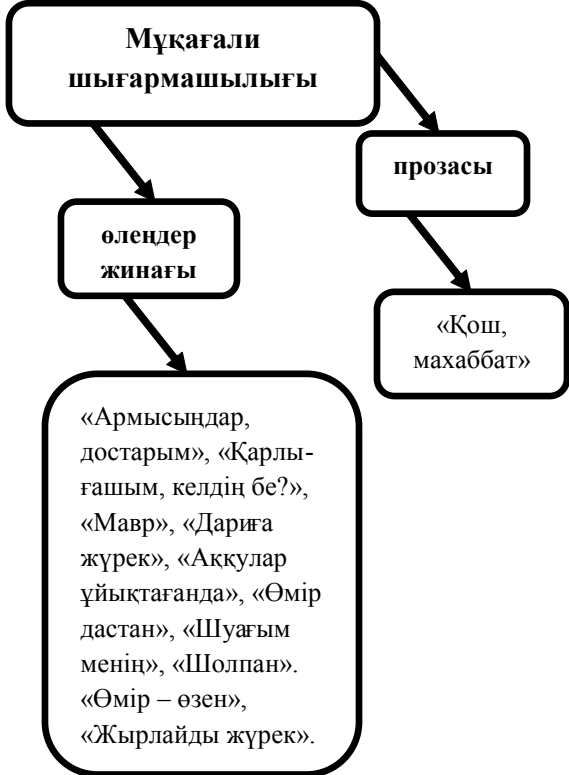 Мұқағали
шығармашылығы
прозасы
өлеңдер
жинағы
«Қош,
махаббат»
«Армысыңдар,
достарым», «Қарлы-
ғашым, келдің бе?»,
«Мавр», «Дариға
жүрек», «Аққулар
ұйықтағанда», «Өмір
дастан», «Шуағым
менің», «Шолпан».
«Өмір – өзен»,
«Жырлайды жүрек».